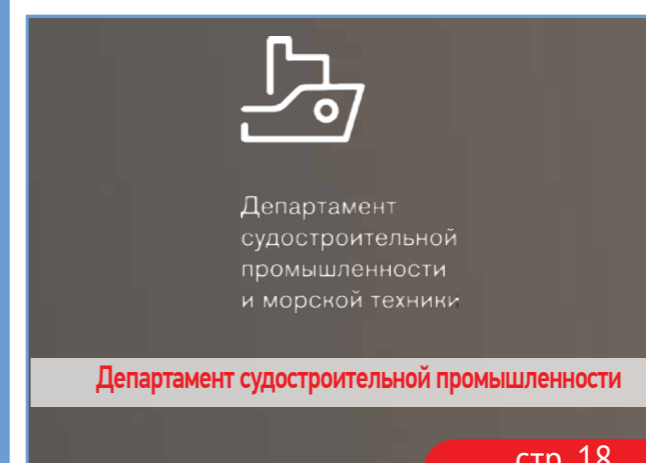 Департамент
судостроительной
промышленности
и морской техники
Департамент судостроительной промышленности
стр. 18